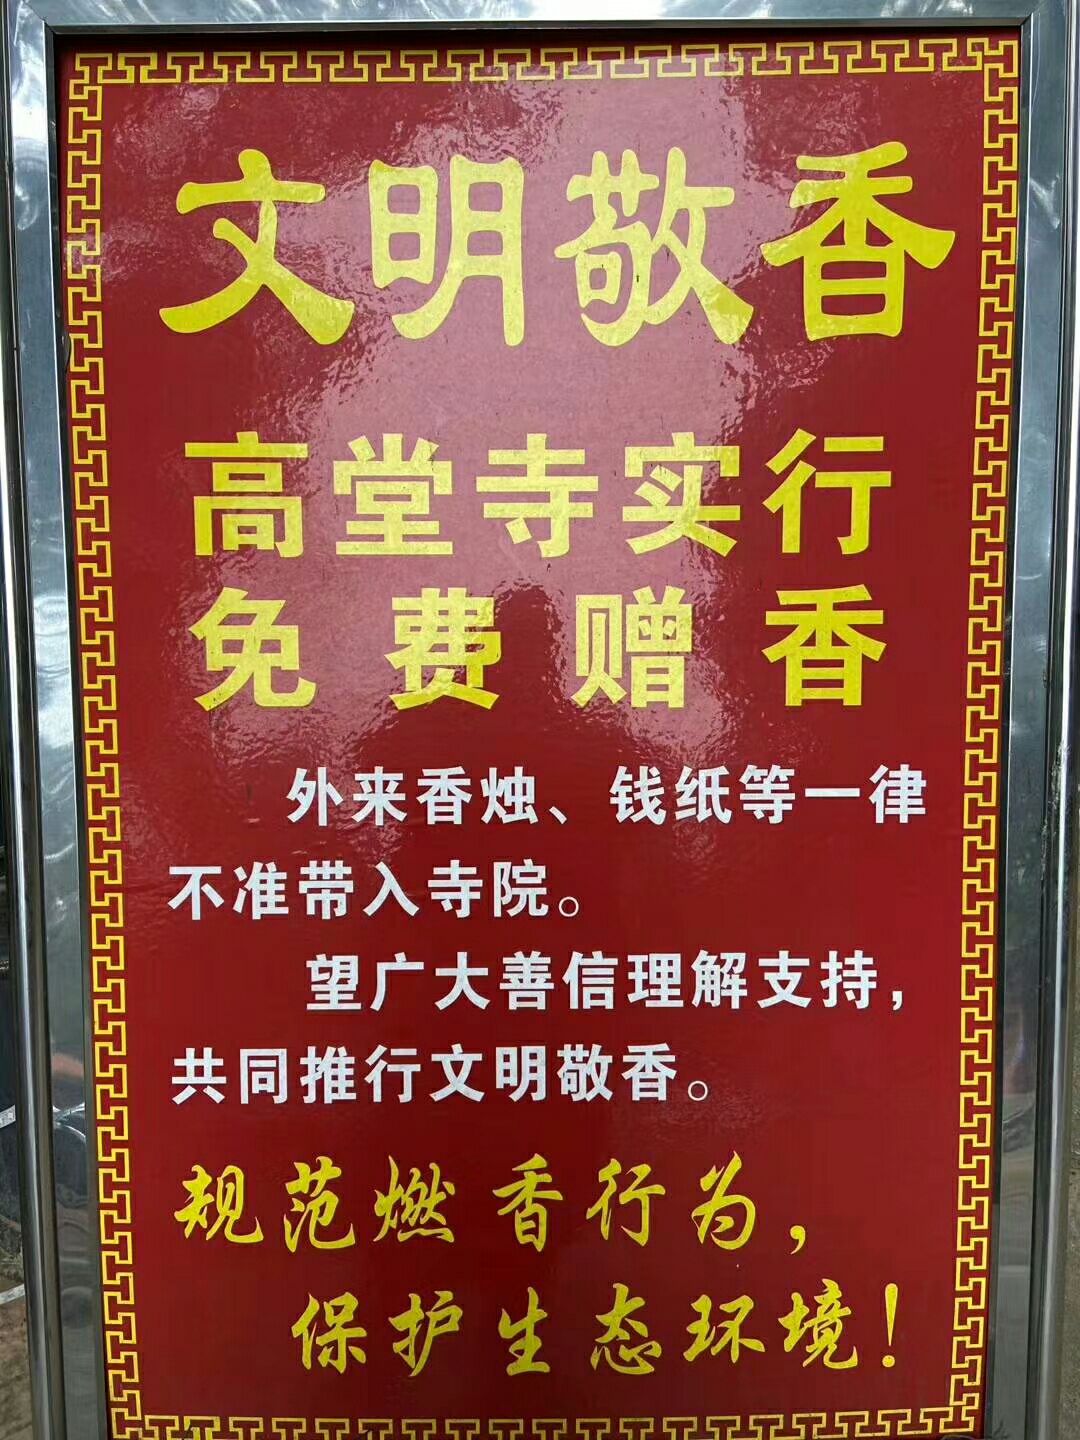 文明敬香
高堂寺实行
免费赠香
外来香烛、钱纸等一律
不准带入寺院。
望广大善信理解支持，
共同推行文明敬香。
规范燃香行为，
保护生态环境！